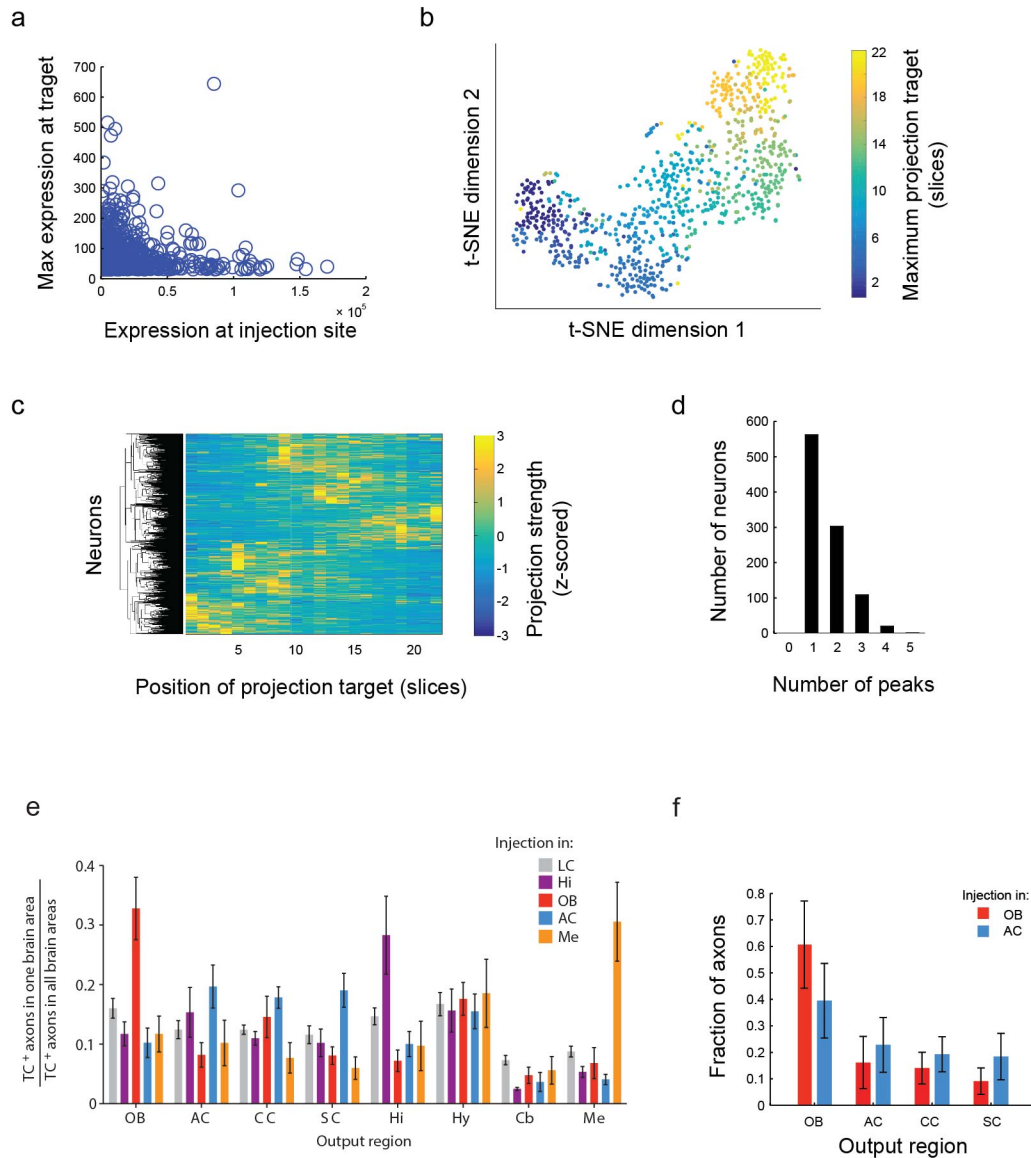 a
Max expression at traget
700
600
500
400
300
200
100
0
0 0.5 1 1.5 2
× 10⁵
Expression at injection site
b
t-SNE dimension 2
t-SNE dimension 1
22
18
14
10
6
2
Maximum projection traget
(slices)
c
Neurons
5 10 15 20
Position of projection target (slices)
3
2
1
0
-1
-2
-3
Projection strength
(z-scored)
d
Number of neurons
600
500
400
300
200
100
0
0 1 2 3 4 5
Number of peaks
e
TC⁺ axons in one brain area
TC⁺ axons in all brain areas
0.4
0.3
0.2
0.1
0
Injection in:
LC
Hi
OB
AC
Me
OB AC CC SC Hi Hy Cb Me
Output region
f
Fraction of axons
0.8
0.7
0.6
0.5
0.4
0.3
0.2
0.1
0
Injection in:
OB
AC
OB AC CC SC
Output region